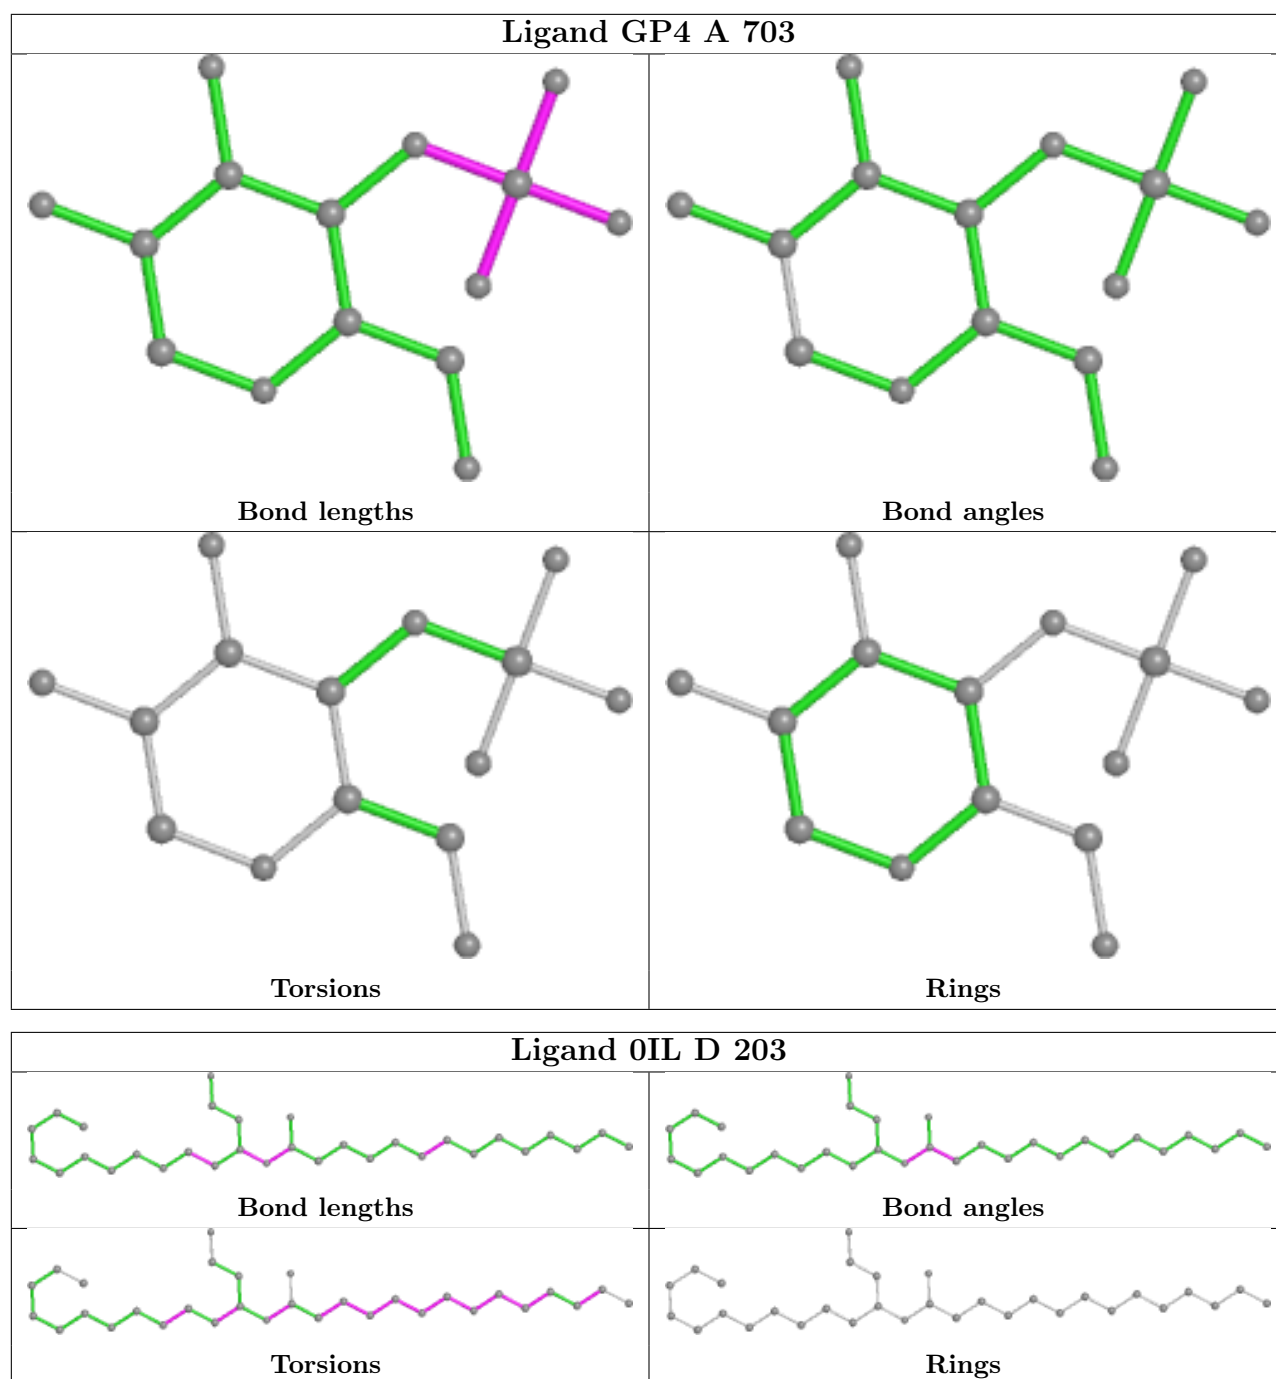 Ligand GP4 A 703
Bond lengths
Bond angles
Torsions
Rings
Ligand 0IL D 203
Bond lengths
Bond angles
Torsions
Rings